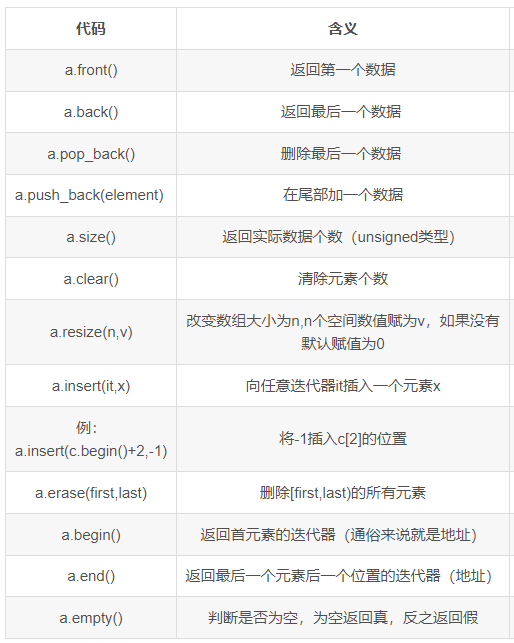 代码 含义
a.front() 返回第一个数据
a.back() 返回最后一个数据
a.pop_back() 删除最后一个数据
a.push_back(element) 在尾部加一个数据
a.size() 返回实际数据个数（unsigned类型）
a.clear() 清除元素个数
a.resize(n,v) 改变数组大小为n,n个空间数值赋为v，如果没有
默认赋值为0
a.insert(it,x) 向任意迭代器it插入一个元素x
例：
a.insert(c.begin()+2,-1) 将-1插入c[2]的位置
a.erase(first,last) 删除[first,last)的所有元素
a.begin() 返回首元素的迭代器（通俗来说就是地址）
a.end() 返回最后一个元素后一个位置的迭代器（地址）
a.empty() 判断是否为空，为空返回真，反之返回假